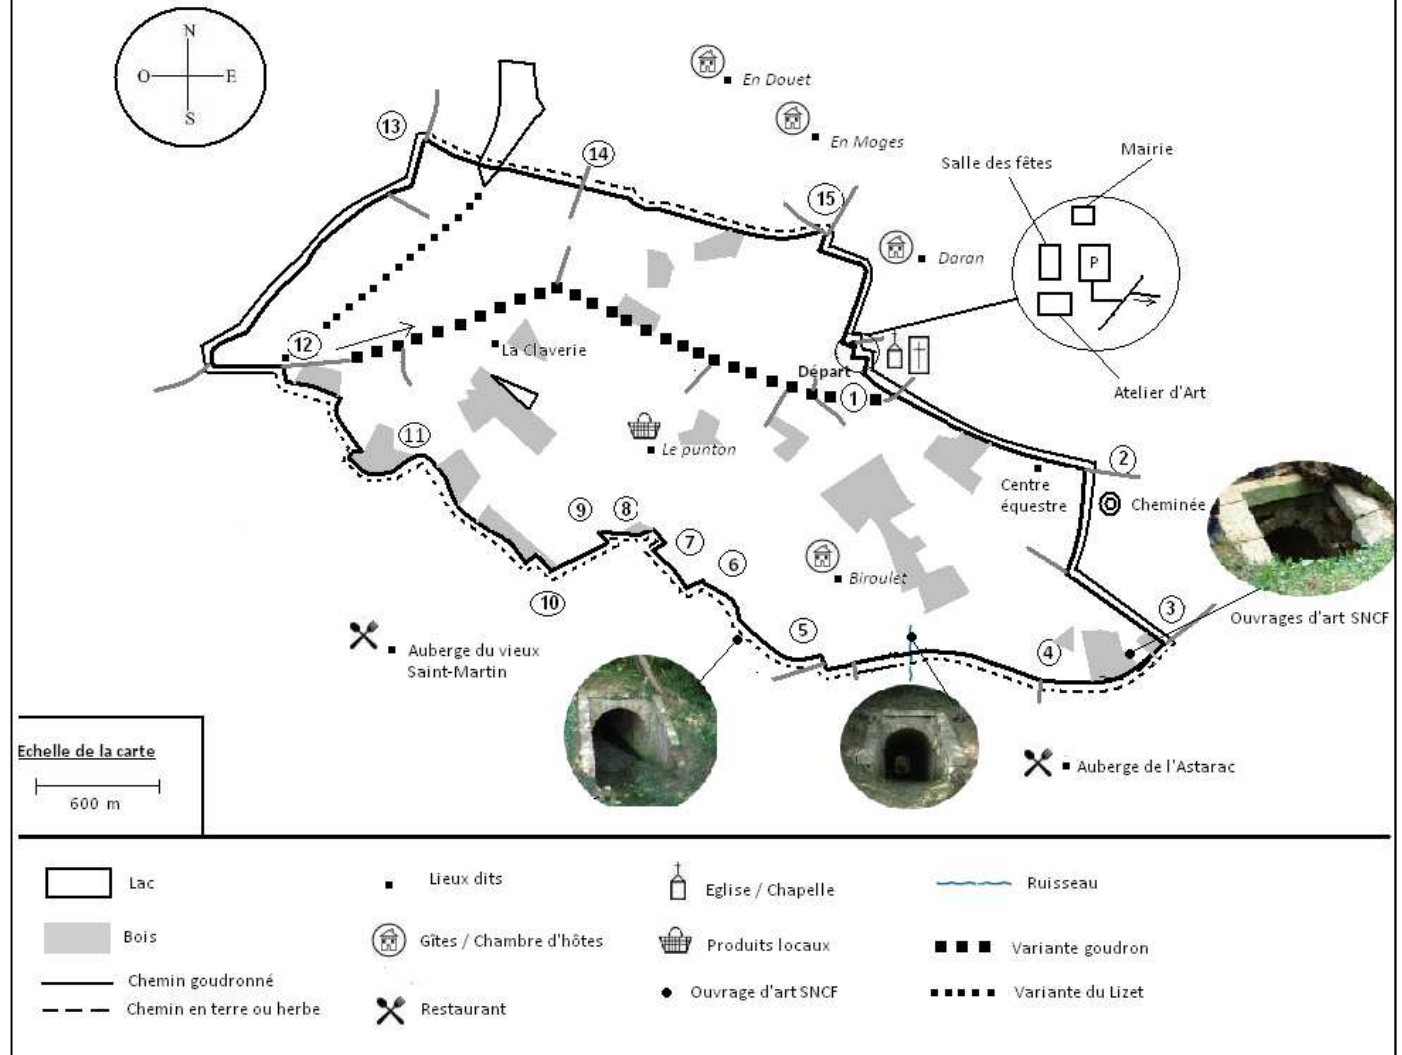 N
O
E
S
13
En Douet
En Moges
14
Salle des fêtes
Mairie
15
Daran
P
12
La Claverie
Départ
1
Atelier d'Art
11
Le punton
2
Centre
équestre
Cheminée
9
8
7
6
Biroulet
10
5
4
3
Ouvrages d'art SNCF
Auberge du vieux
Saint-Martin
Auberge de l'Astarac
Echelle de la carte
600 m
Lac
Lieux dits
Eglise / Chapelle
Ruisseau
Bois
Gîtes / Chambre d'hôtes
Produits locaux
Variante goudron
Chemin goudronné
Chemin en terre ou herbe
Restaurant
Ouvrage d'art SNCF
Variante du Lizet